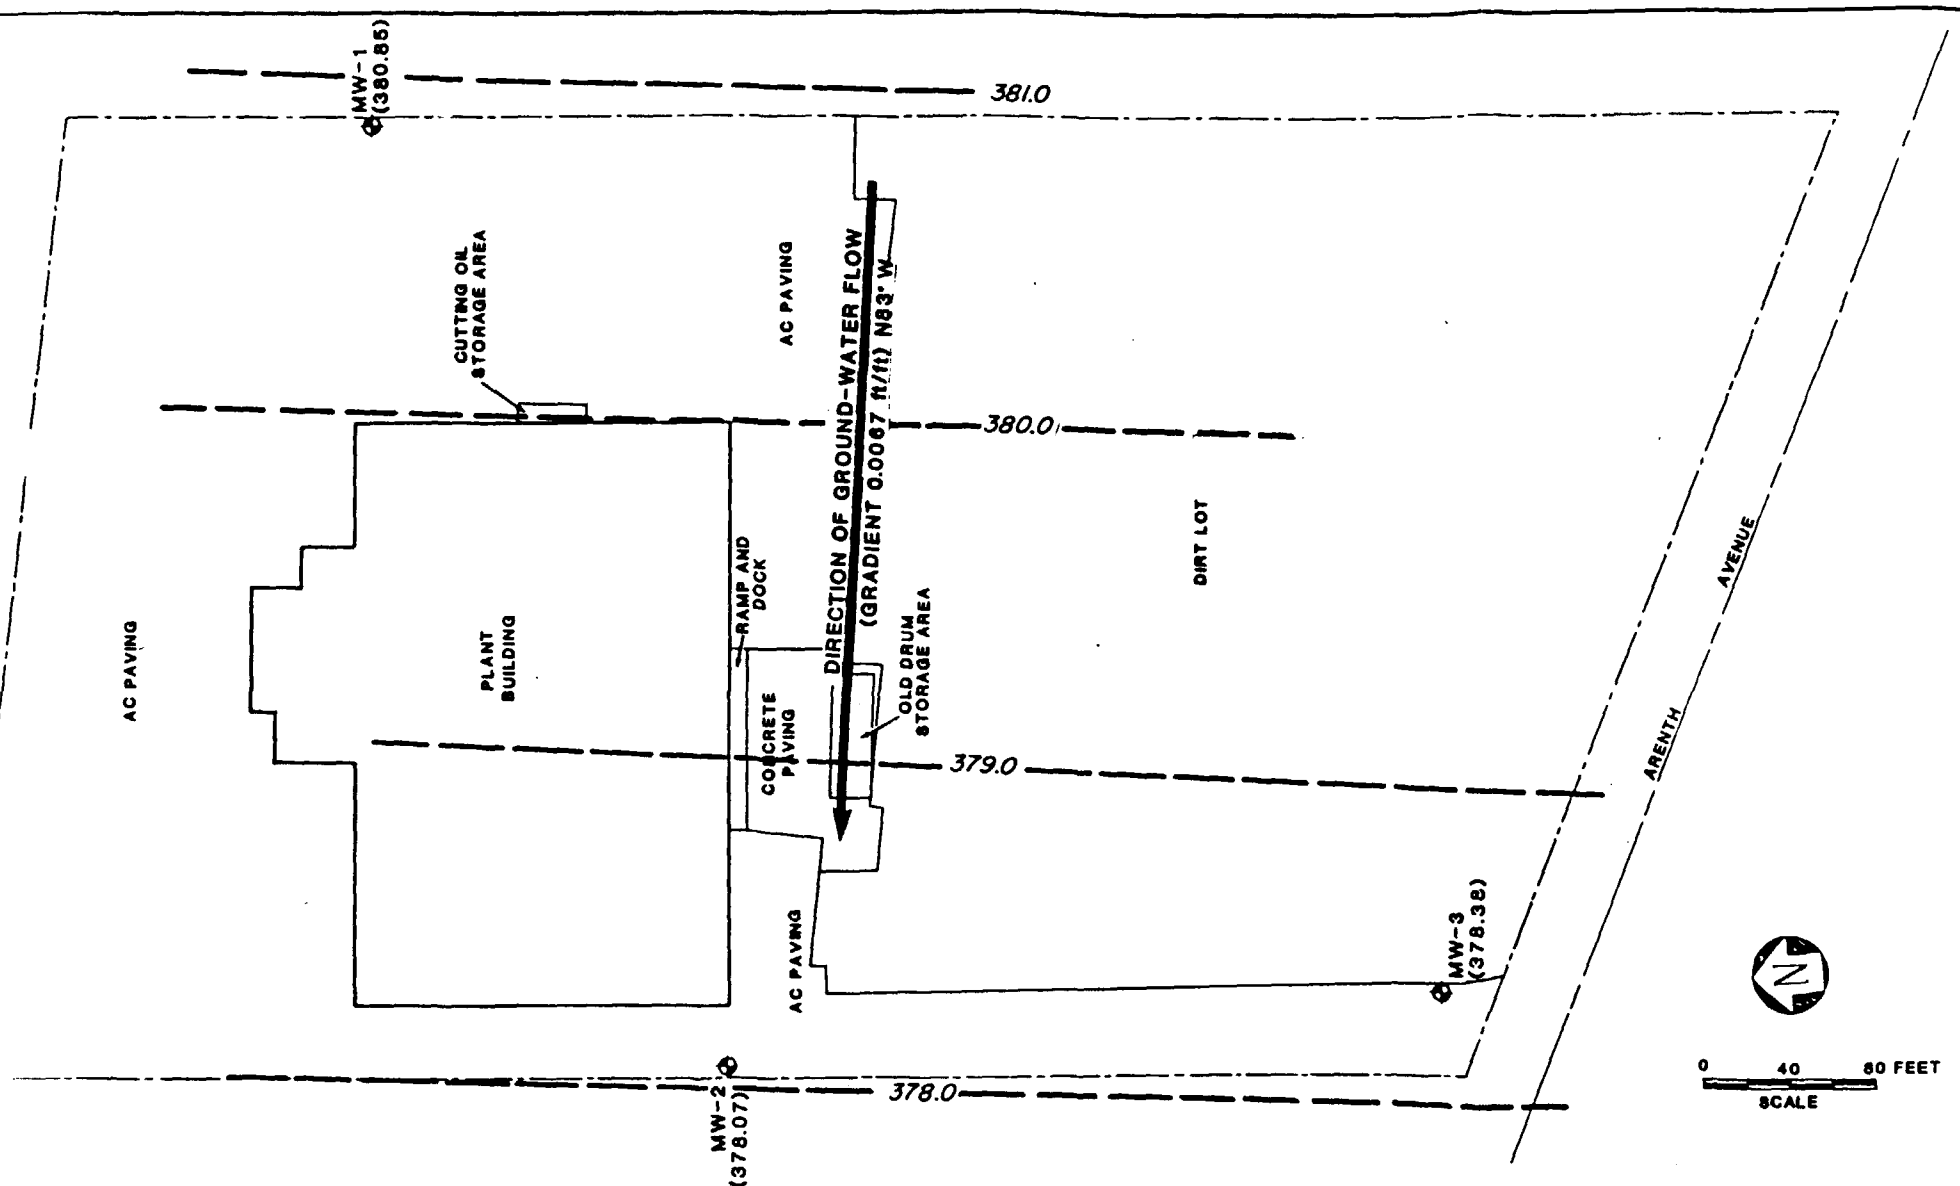 MW-1
(380.85)
381.0
CUTTING OIL
STORAGE AREA
AC PAVING
DIRECTION OF GROUND-WATER FLOW
(GRADIENT 0.0067 ft/ft) N83° W
380.0
RAMP AND
DOCK
DIRT LOT
AVENUE
ARENTH
AC PAVING
PLANT
BUILDING
CONCRETE
PAVING
OLD DRUM
STORAGE AREA
379.0
AC PAVING
MW-3
(378.38)
N
MW-2
(378.07)
378.0
0 40 80 FEET
SCALE